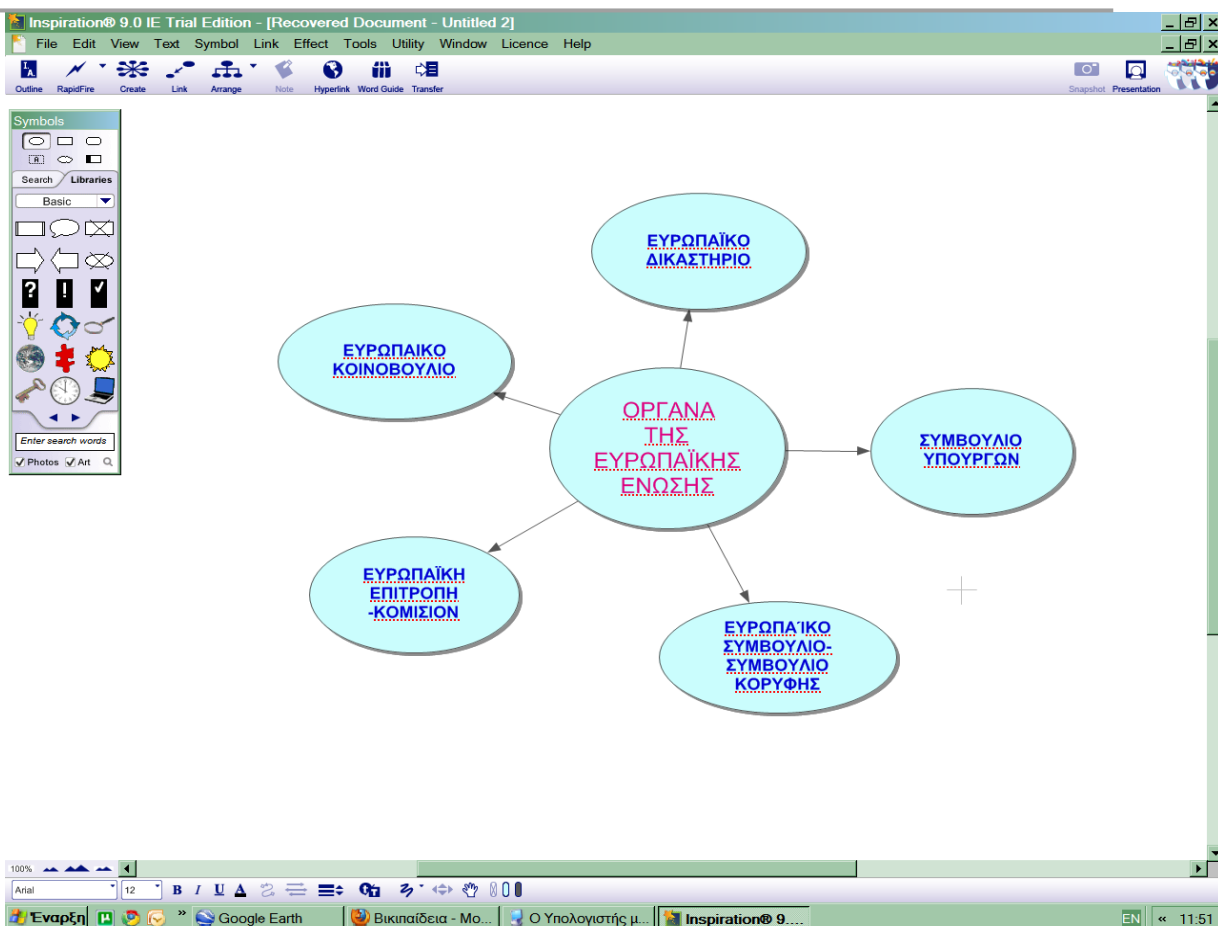 Inspiration® 9.0 IE Trial Edition - [Recovered Document - Untitled 2]
File Edit View Text Symbol Link Effect Tools Utility Window Licence Help
Outline RapidFire Create Link Arrange Note Hyperlink Word Guide Transfer Snapshot Presentation
Symbols
Search Libraries
Basic
Enter search words
Photos Art
ΕΥΡΩΠΑΪΚΟ
ΔΙΚΑΣΤΗΡΙΟ
ΕΥΡΩΠΑΙΚΟ
ΚΟΙΝΟΒΟΥΛΙΟ
ΟΡΓΑΝΑ
ΤΗΣ
ΕΥΡΩΠΑΪΚΗΣ
ΕΝΩΣΗΣ
ΣΥΜΒΟΥΛΙΟ
ΥΠΟΥΡΓΩΝ
ΕΥΡΩΠΑΪΚΗ
ΕΠΙΤΡΟΠΗ
-ΚΟΜΙΣΙΟΝ
ΕΥΡΩΠΑΊΚΟ
ΣΥΜΒΟΥΛΙΟ-
ΣΥΜΒΟΥΛΙΟ
ΚΟΡΥΦΗΣ
100%
Arial 12 B I U A
Έναρξη » Google Earth Βικιπαίδεια - Mo... Ο Υπολογιστής μ... Inspiration® 9.... EN « 11:51